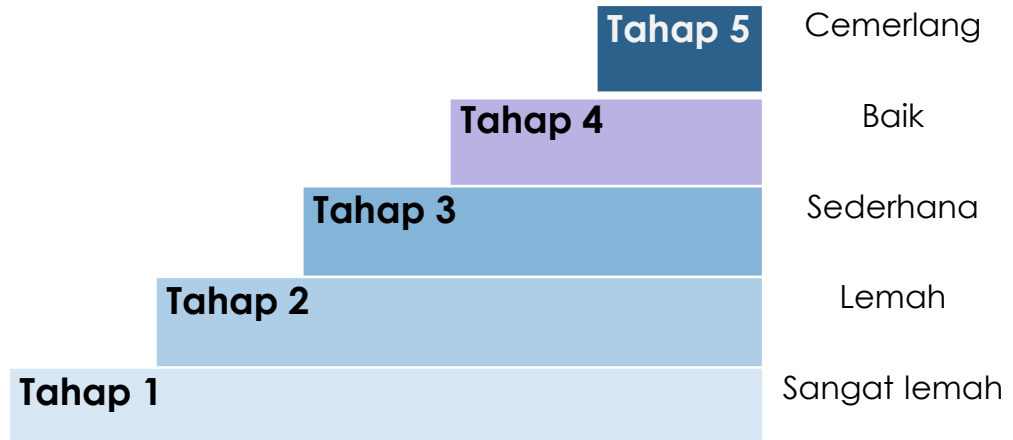 Tahap 5 Cemerlang
Tahap 4 Baik
Tahap 3 Sederhana
Tahap 2 Lemah
Tahap 1 Sangat lemah